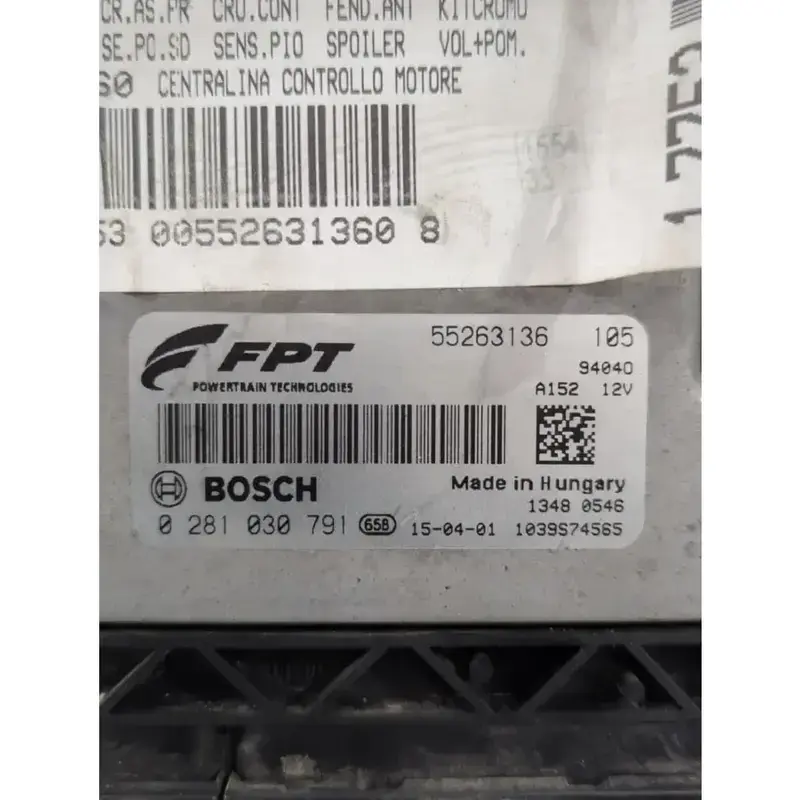 CR.AS.PR CRU.CONT FEND.ANT KITCROMO
SE.PO.SD SENS.PIO SPOILER VOL+POM.
60 CENTRALINA CONTROLLO MOTORE
53 00552631360 8
FPT 55263136 105
POWERTRAIN TECHNOLOGIES
94040
A152 12V
BOSCH Made in Hungary
1348 0546
0 281 030 791 658 15-04-01 1039S74565